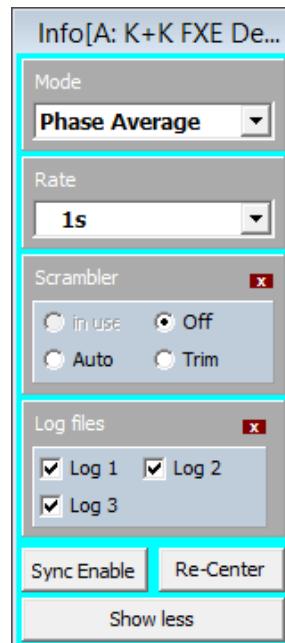 Info[A: K+K FXE De...
Mode
Phase Average
Rate
1s
Scrambler x
in use Off
Auto Trim
Log files x
Log 1 Log 2
Log 3
Sync Enable Re-Center
Show less